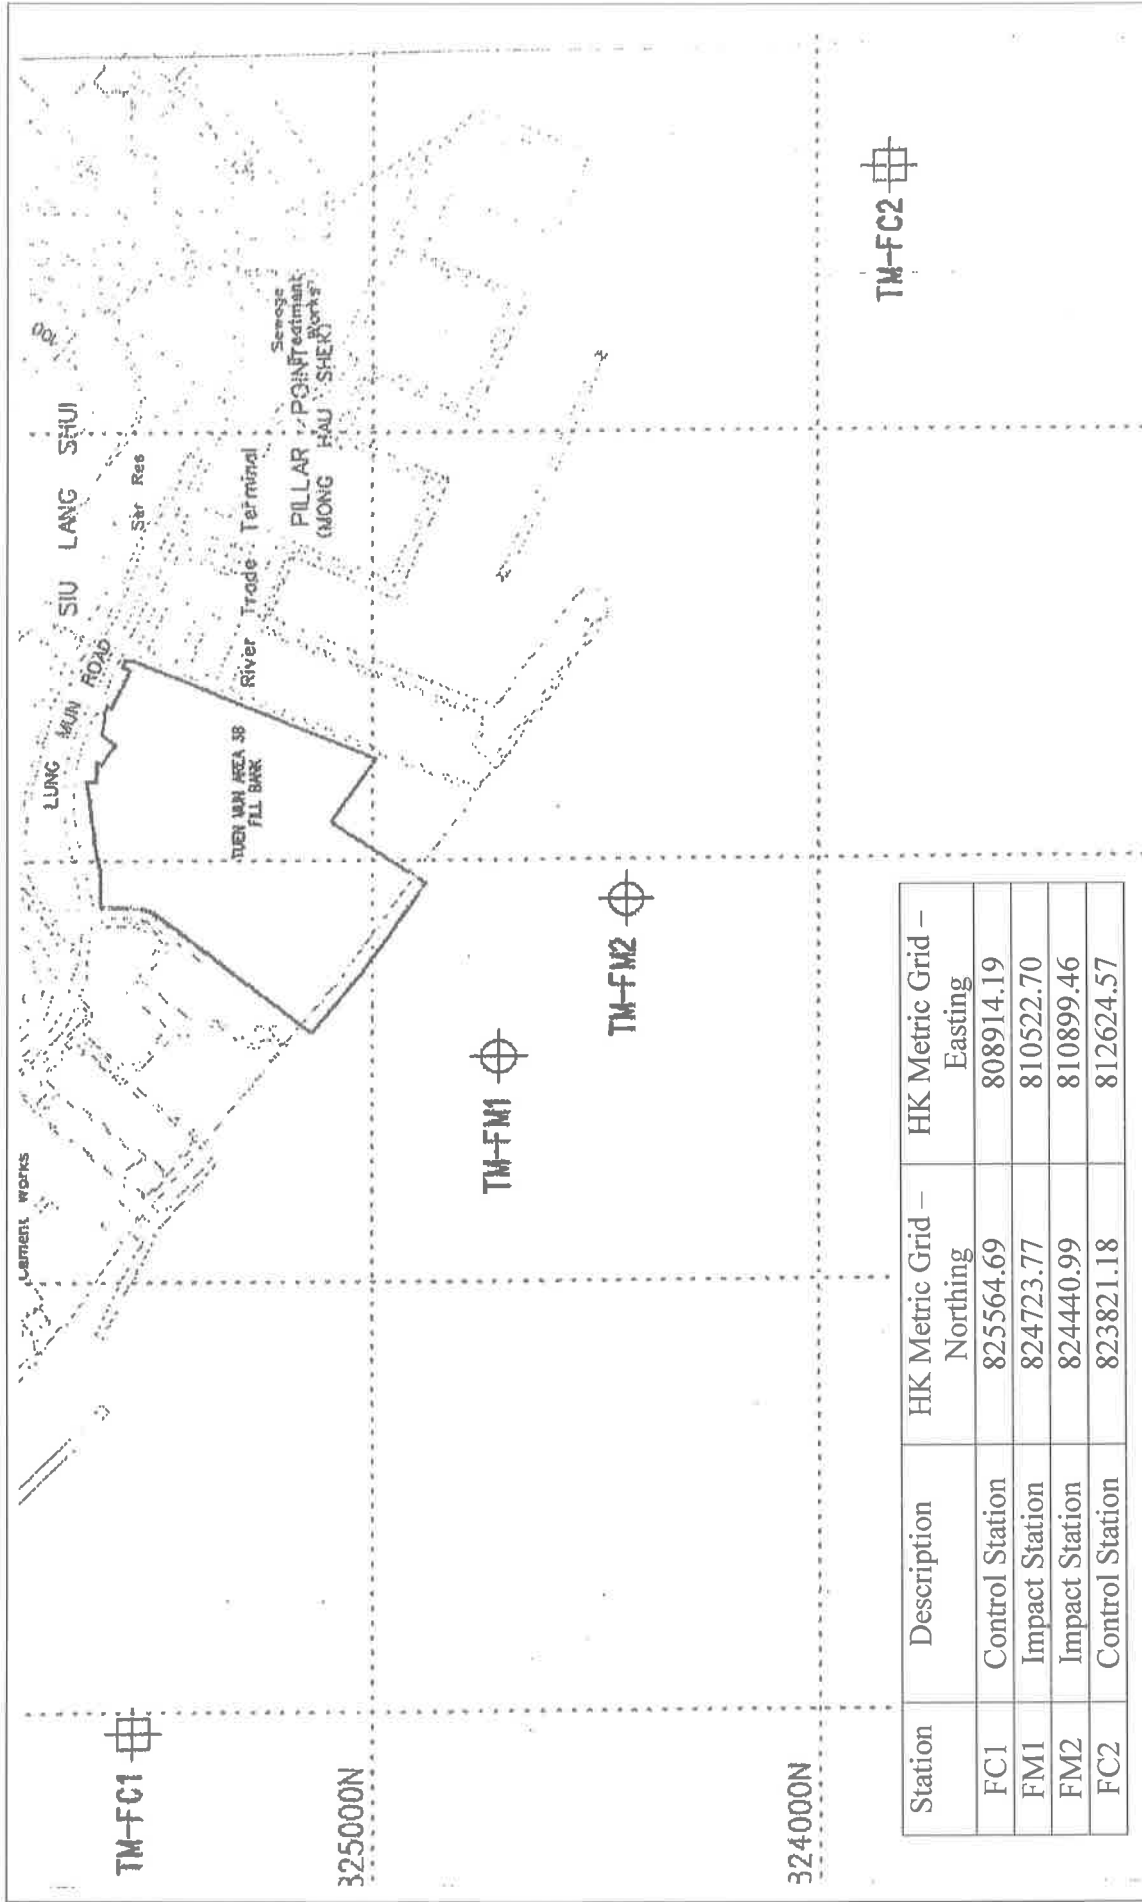 Cement works
LUNG MUN ROAD
SIU LANG SHUI
Ser Res
River Trade Terminal
PILLAR POINT
(MONG HAU SHEK)
Sewage
Treatment
Works
TUEN MUN AREA 38
FILL BANK
TM-FC1
TM-FM1
TM-FM2
TM-FC2
325000N
324000N
Station Description HK Metric Grid – Northing HK Metric Grid – Easting
FC1 Control Station 825564.69 808914.19
FM1 Impact Station 824723.77 810522.70
FM2 Impact Station 824440.99 810899.46
FC2 Control Station 823821.18 812624.57